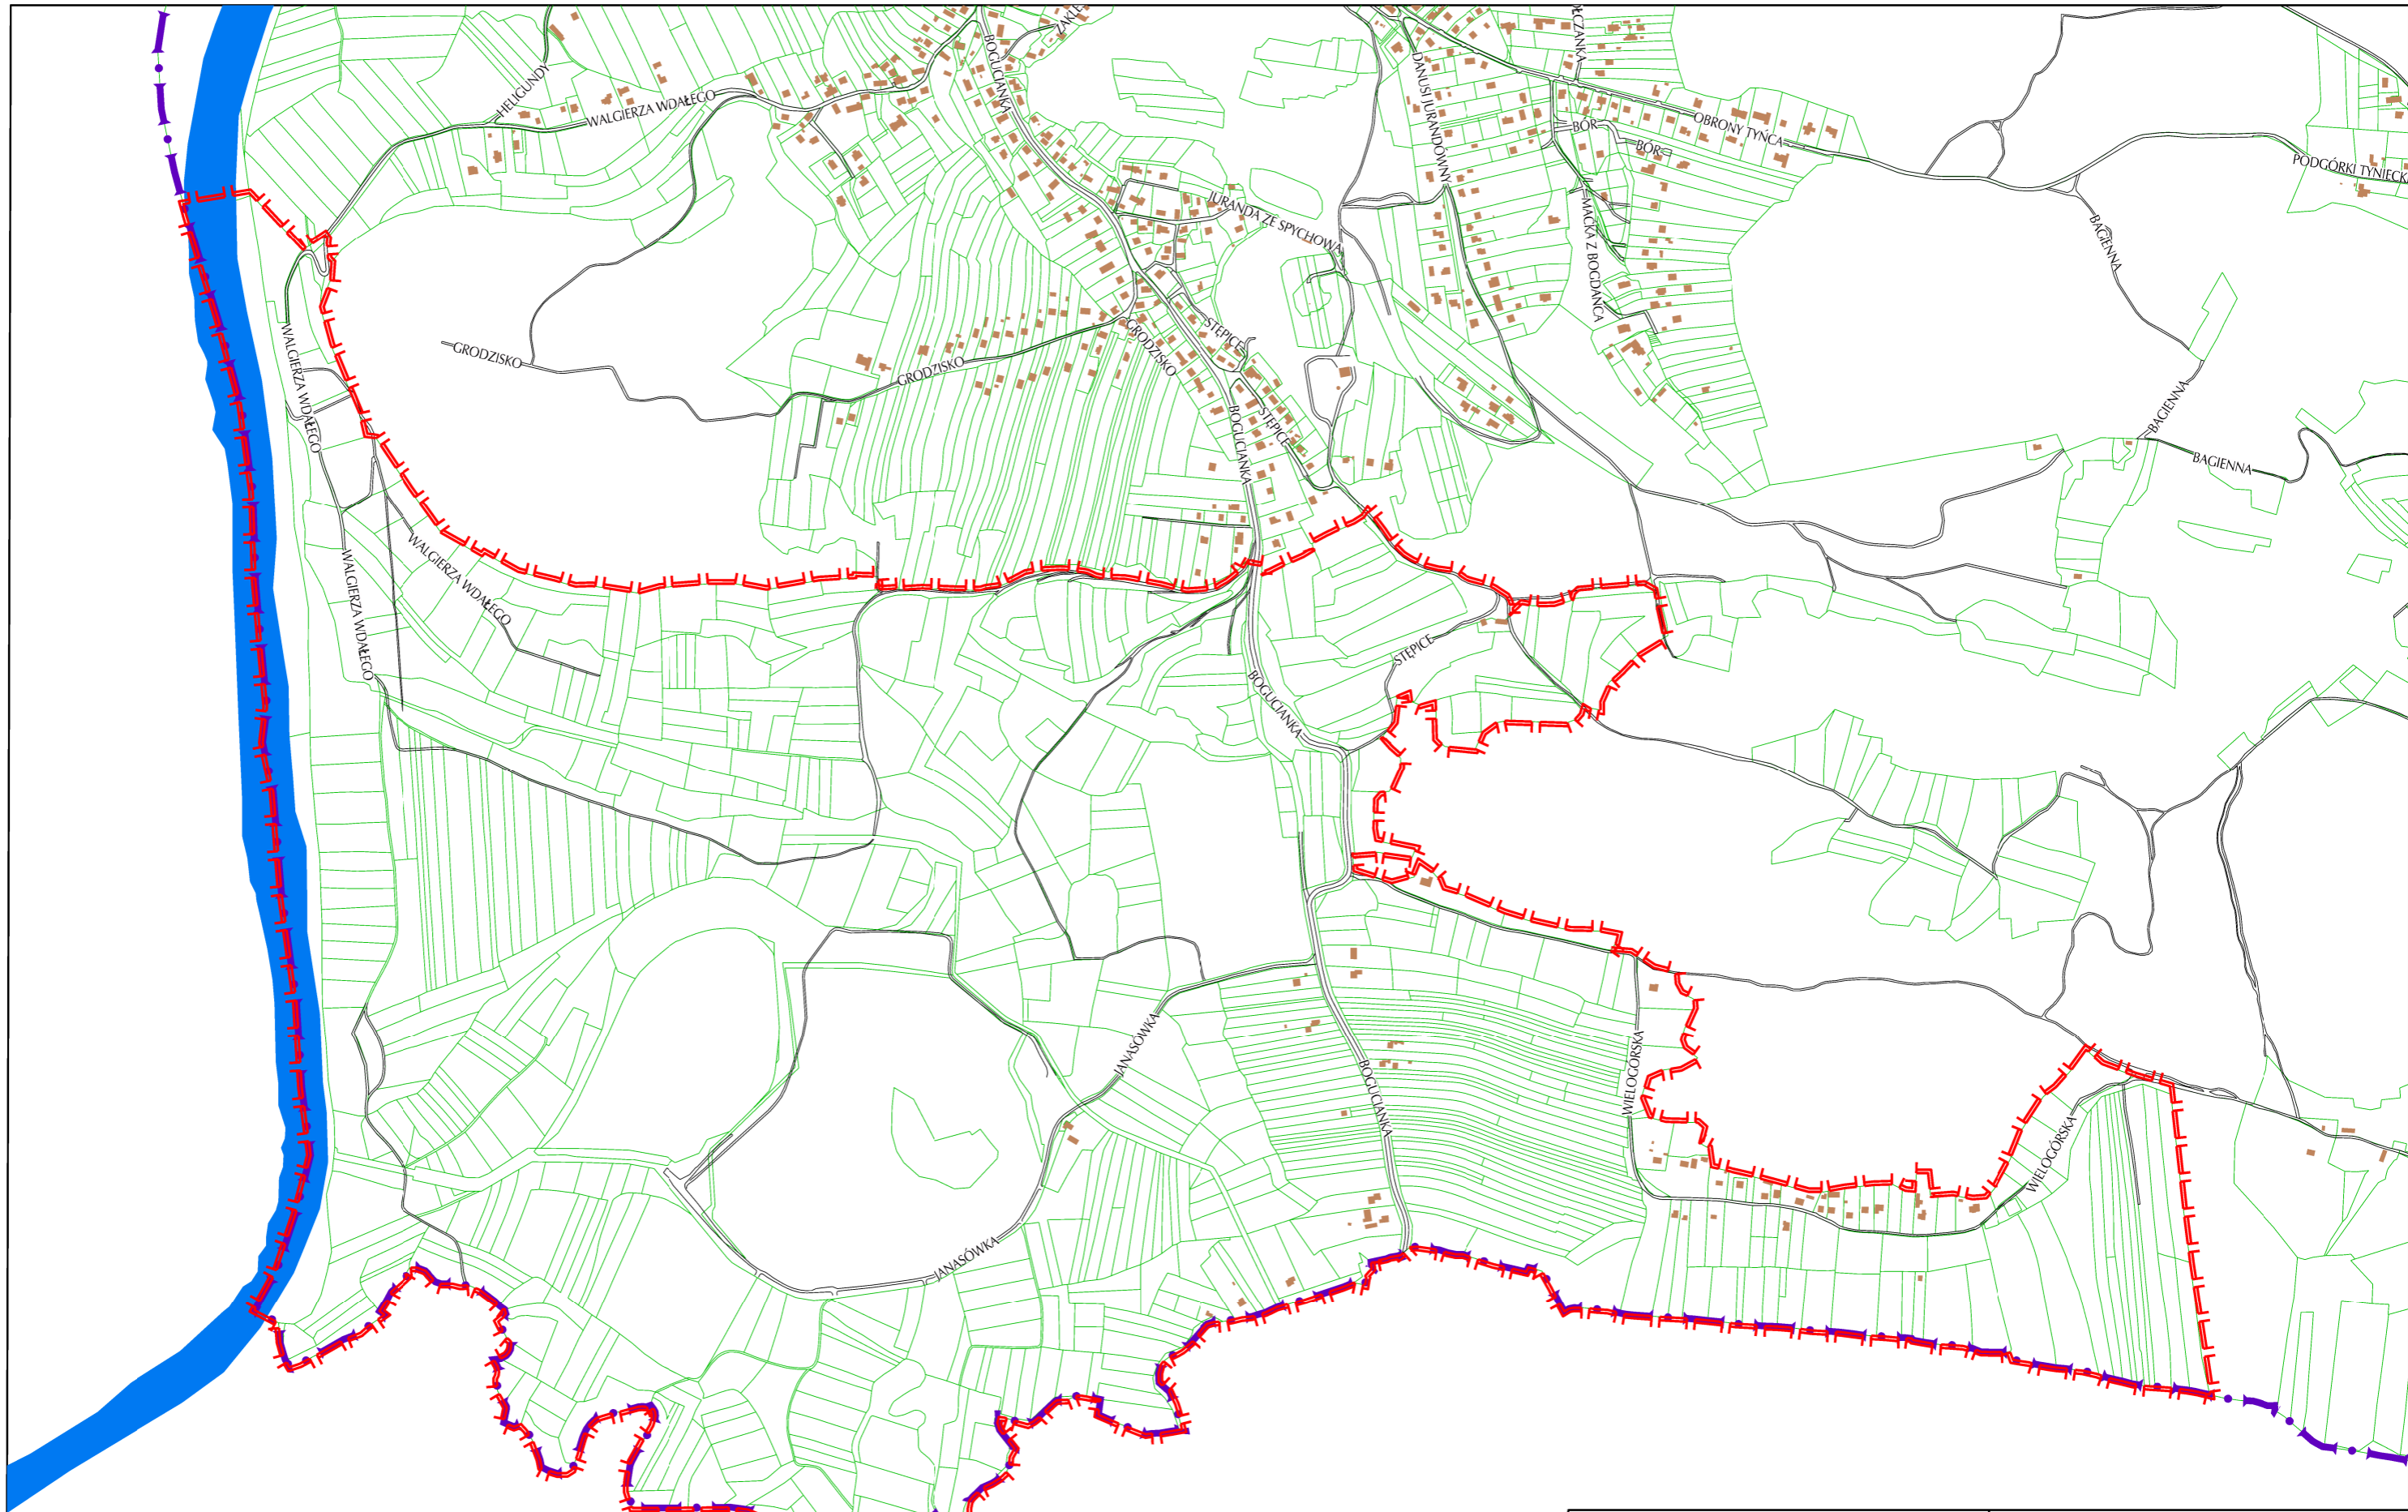 BOGUCIANKA
DANUSI JURANDÓWNY
HELIGUNDY
WALGIERZA WDAŁEGO
OBRONY TYŃCA
BÓR
BÓR
PODGÓRKI TYNIECK
JURANDA ZE SPYCHOWA
MAĆKA Z BOGDAŃCA
BAGIENNA
WALGIERZA WDAŁEGO
GRODZISKO
GRODZISKO
GRODZISKO
STĘPICE
BAGIENNA
BOGUCIANKA
STĘPICE
BAGIENNA
WALGIERZA WDAŁEGO
WALGIERZA WDAŁEGO
STĘPICE
BOGUCIANKA
JANASÓWKA
WIELOGÓRSKA
BOGUCIANKA
WIELOGÓRSKA
JANASÓWKA